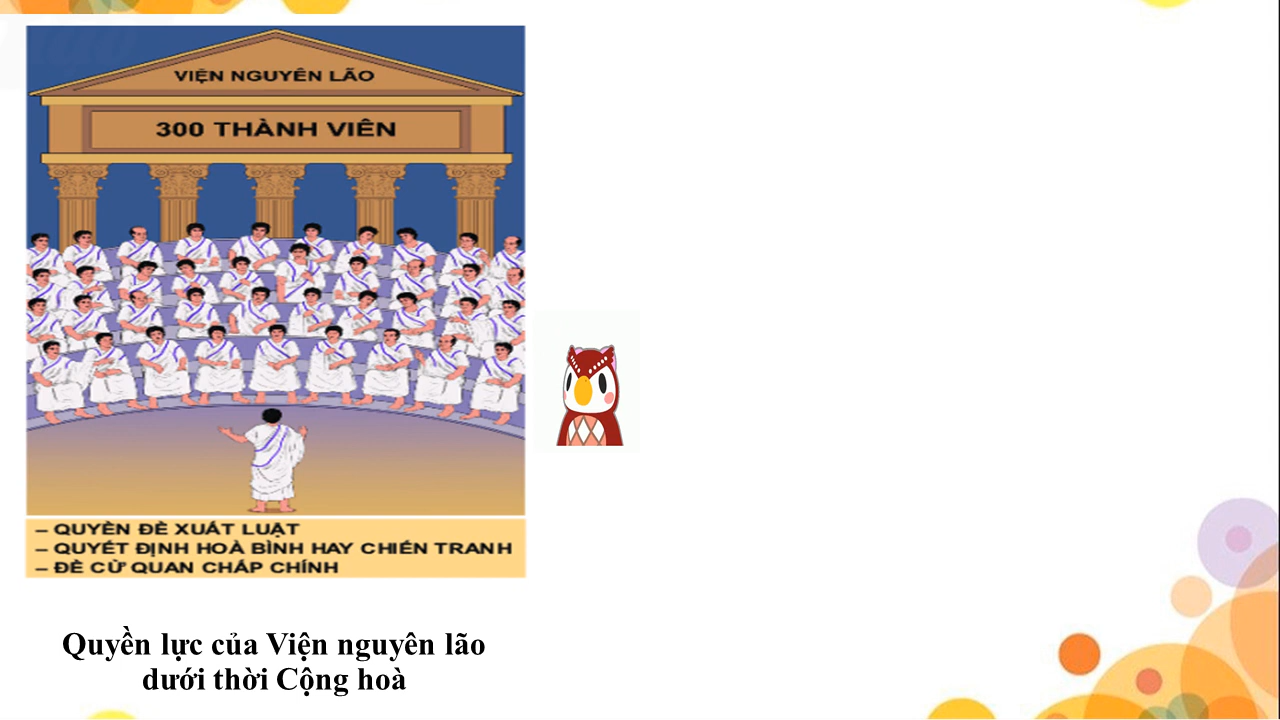 VIỆN NGUYÊN LÃO
300 THÀNH VIÊN
– QUYỀN ĐỀ XUẤT LUẬT
– QUYẾT ĐỊNH HOÀ BÌNH HAY CHIẾN TRANH
– ĐỀ CỬ QUAN CHẤP CHÍNH
Quyền lực của Viện nguyên lão
dưới thời Cộng hoà